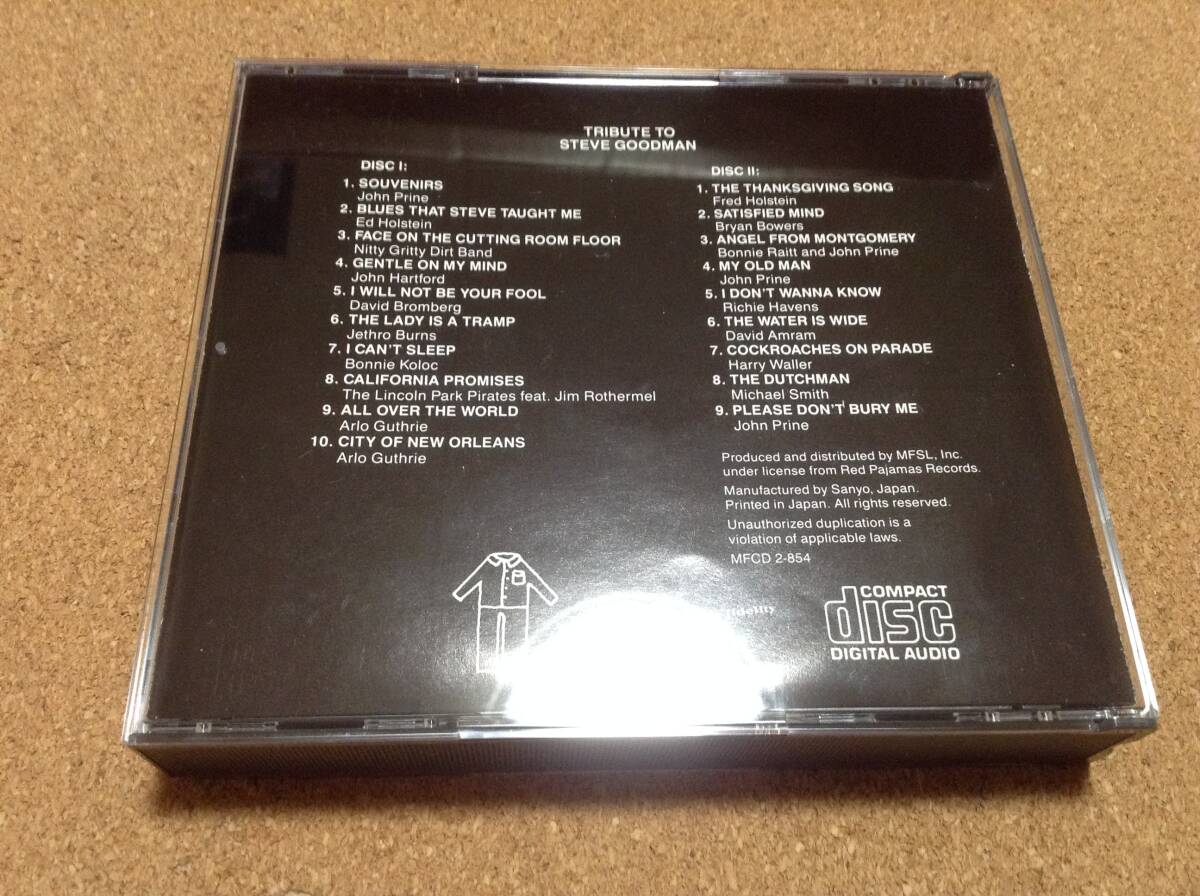 TRIBUTE TO
STEVE GOODMAN
DISC I:
1. SOUVENIRS
John Prine
2. BLUES THAT STEVE TAUGHT ME
Ed Holstein
3. FACE ON THE CUTTING ROOM FLOOR
Nitty Gritty Dirt Band
4. GENTLE ON MY MIND
John Hartford
5. I WILL NOT BE YOUR FOOL
David Bromberg
6. THE LADY IS A TRAMP
Jethro Burns
7. I CAN'T SLEEP
Bonnie Koloc
8. CALIFORNIA PROMISES
The Lincoln Park Pirates feat. Jim Rothermel
9. ALL OVER THE WORLD
Arlo Guthrie
10. CITY OF NEW ORLEANS
Arlo Guthrie
DISC II:
1. THE THANKSGIVING SONG
Fred Holstein
2. SATISFIED MIND
Bryan Bowers
3. ANGEL FROM MONTGOMERY
Bonnie Raitt and John Prine
4. MY OLD MAN
John Prine
5. I DON'T WANNA KNOW
Richie Havens
6. THE WATER IS WIDE
David Amram
7. COCKROACHES ON PARADE
Harry Waller
8. THE DUTCHMAN
Michael Smith
9. PLEASE DON'T BURY ME
John Prine
Produced and distributed by MFSL, Inc.
under license from Red Pajamas Records.
Manufactured by Sanyo, Japan.
Printed in Japan. All rights reserved.
Unauthorized duplication is a
violation of applicable laws.
MFCD 2-854
fidelity
COMPACT
disc
DIGITAL AUDIO